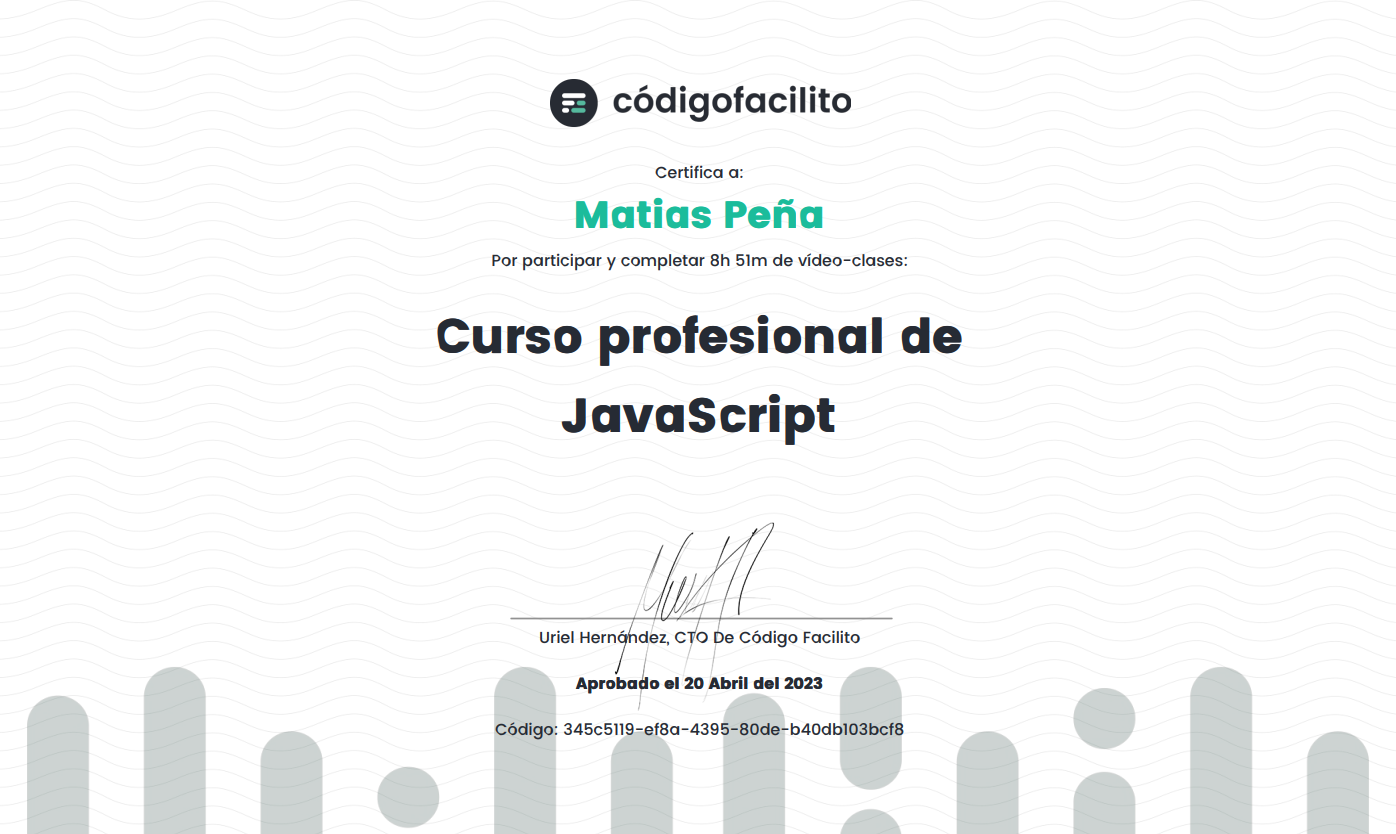 códigofacilito
Certifica a:
Matias Peña
Por participar y completar 8h 51m de vídeo-clases:
Curso profesional de
JavaScript
Uriel Hernández, CTO De Código Facilito
Aprobado el 20 Abril del 2023
Código: 345c5119-ef8a-4395-80de-b40db103bcf8